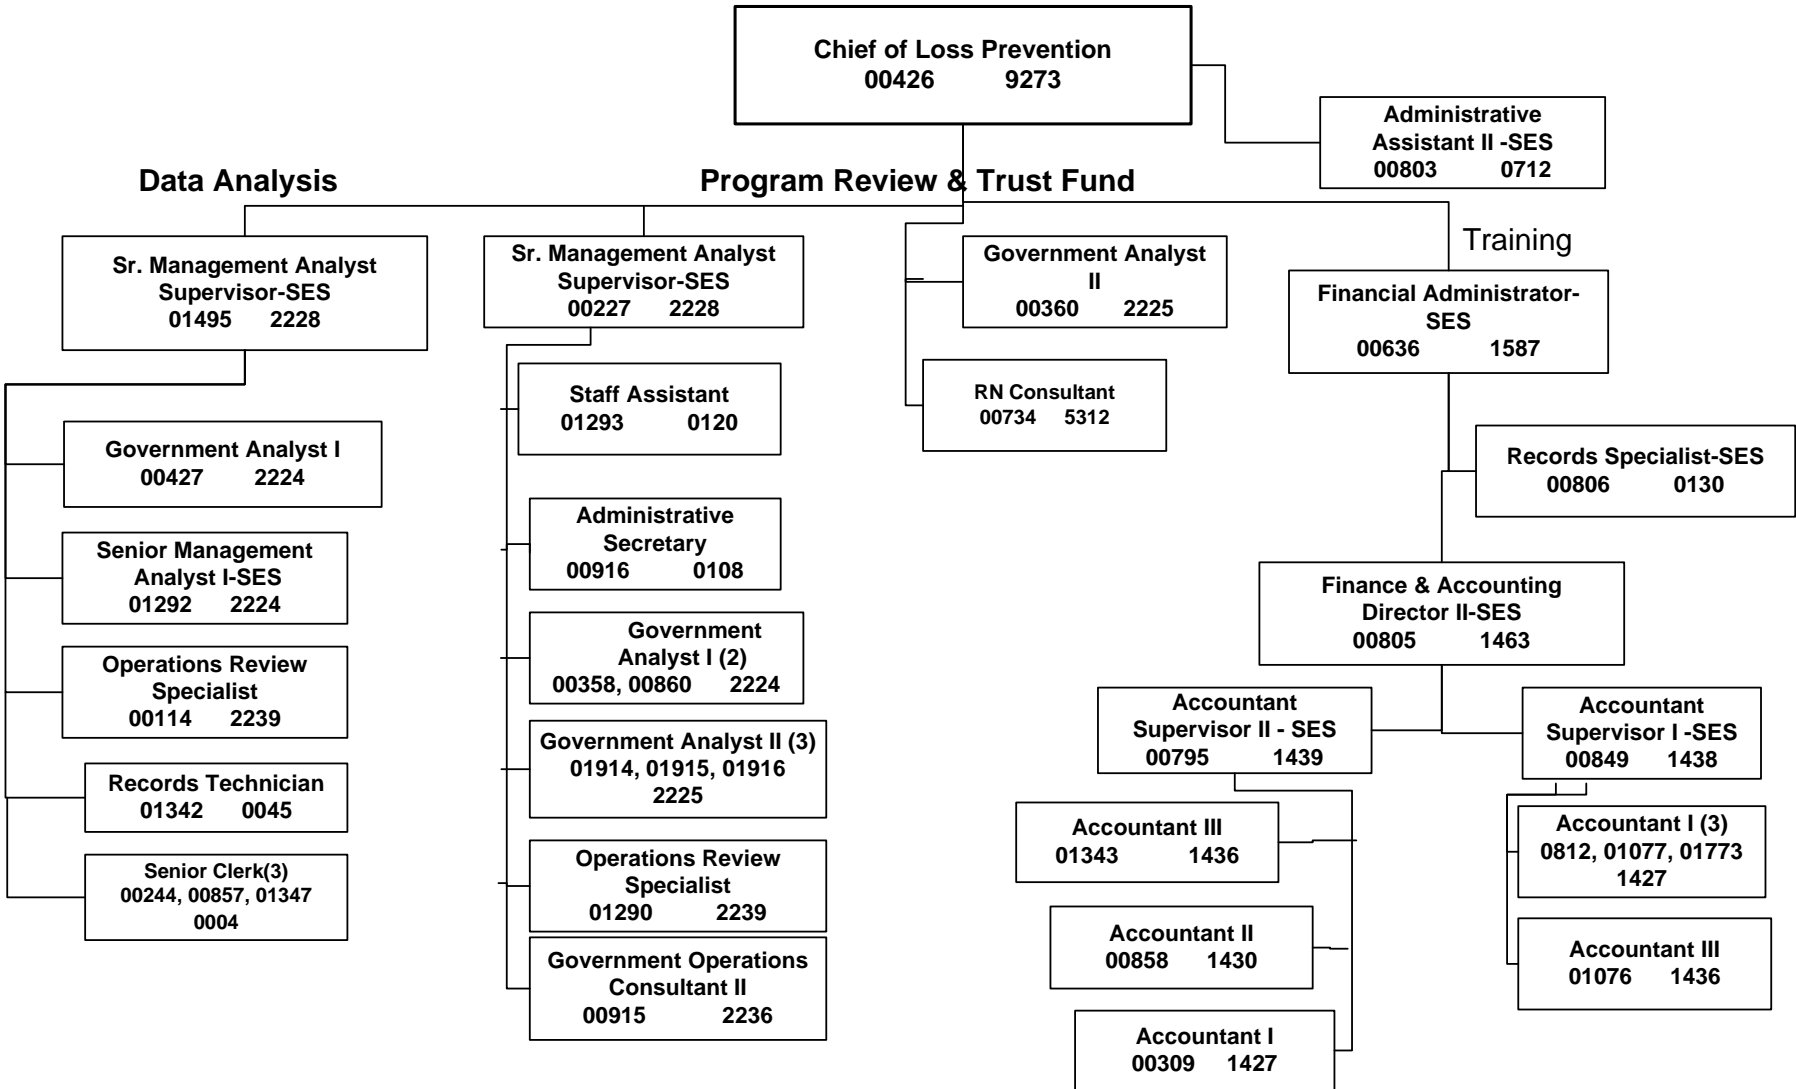 Chief of Loss Prevention
00426 9273
Administrative
Assistant II -SES
00803 0712
Data Analysis
Program Review & Trust Fund
Training
Sr. Management Analyst
Supervisor-SES
01495 2228
Government Analyst I
00427 2224
Senior Management
Analyst I-SES
01292 2224
Operations Review
Specialist
00114 2239
Records Technician
01342 0045
Senior Clerk(3)
00244, 00857, 01347
0004
Sr. Management Analyst
Supervisor-SES
00227 2228
Staff Assistant
01293 0120
Administrative
Secretary
00916 0108
Government
Analyst I (2)
00358, 00860 2224
Government Analyst II (3)
01914, 01915, 01916
2225
Operations Review
Specialist
01290 2239
Government Operations
Consultant II
00915 2236
Government Analyst
II
00360 2225
RN Consultant
00734 5312
Financial Administrator-
SES
00636 1587
Records Specialist-SES
00806 0130
Finance & Accounting
Director II-SES
00805 1463
Accountant
Supervisor II - SES
00795 1439
Accountant III
01343 1436
Accountant II
00858 1430
Accountant I
00309 1427
Accountant
Supervisor I -SES
00849 1438
Accountant I (3)
0812, 01077, 01773
1427
Accountant III
01076 1436